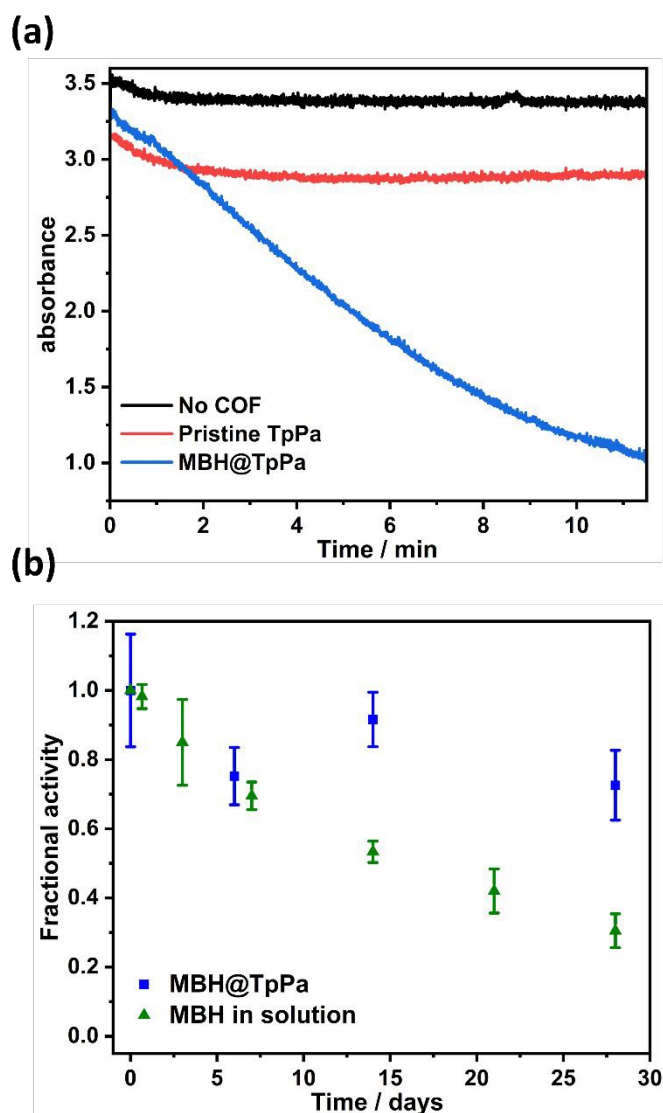 (a)
3.5
3.0
2.5
2.0
1.5
1.0
absorbance
No COF
Pristine TpPa
MBH@TpPa
0 2 4 6 8 10
Time / min
(b)
1.2
1.0
0.8
0.6
0.4
0.2
0.0
Fractional activity
MBH@TpPa
MBH in solution
0 5 10 15 20 25 30
Time / days